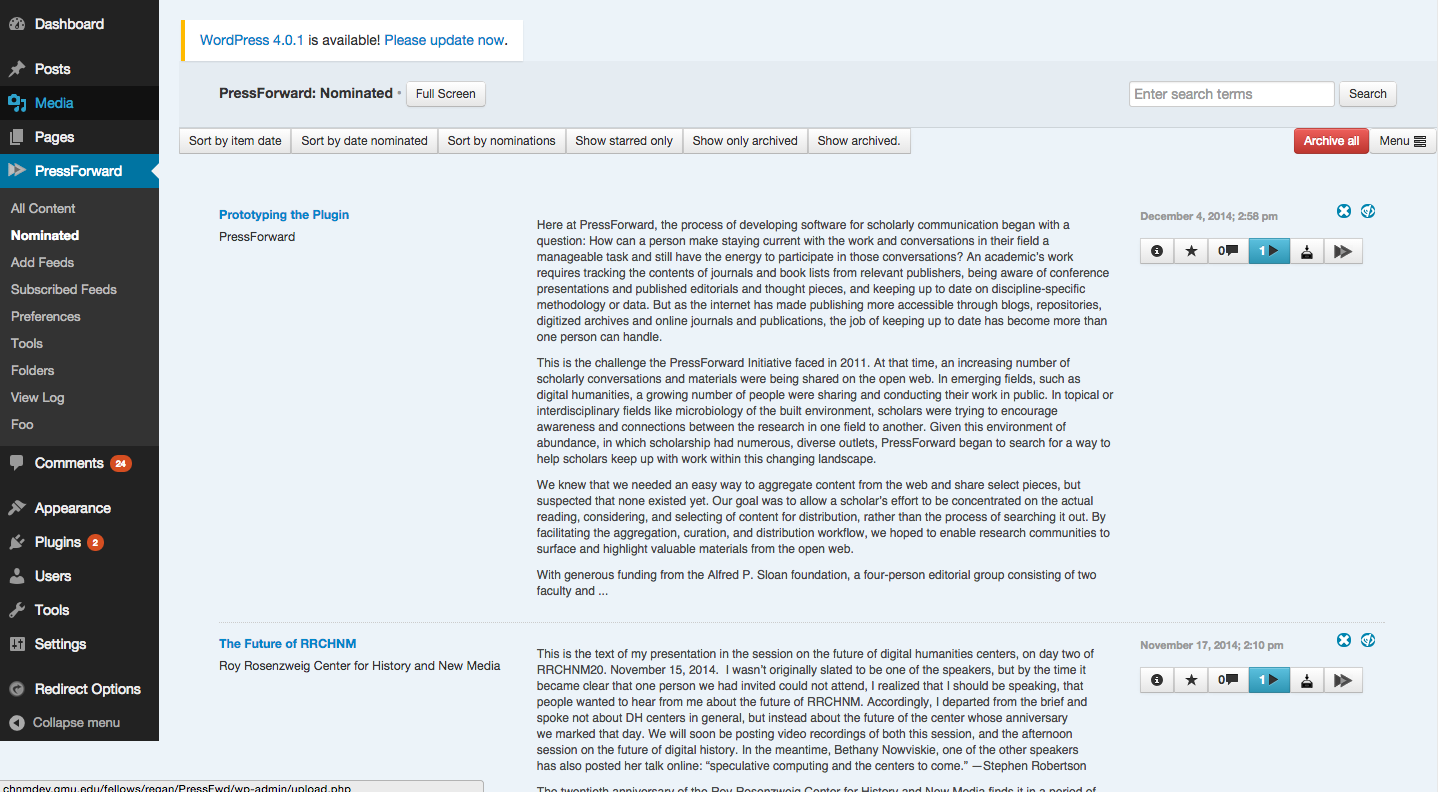 Dashboard
Posts
Media
Pages
PressForward
All Content
Nominated
Add Feeds
Subscribed Feeds
Preferences
Tools
Folders
View Log
Foo
Comments 24
Appearance
Plugins 2
Users
Tools
Settings
Redirect Options
Collapse menu
WordPress 4.0.1 is available! Please update now.
PressForward: Nominated • Full Screen
Enter search terms Search
Sort by item date Sort by date nominated Sort by nominations Show starred only Show only archived Show archived. Archive all Menu
Prototyping the Plugin
PressForward
Here at PressForward, the process of developing software for scholarly communication began with a
question: How can a person make staying current with the work and conversations in their field a
manageable task and still have the energy to participate in those conversations? An academic's work
requires tracking the contents of journals and book lists from relevant publishers, being aware of conference
presentations and published editorials and thought pieces, and keeping up to date on discipline-specific
methodology or data. But as the internet has made publishing more accessible through blogs, repositories,
digitized archives and online journals and publications, the job of keeping up to date has become more than
one person can handle.
This is the challenge the PressForward Initiative faced in 2011. At that time, an increasing number of
scholarly conversations and materials were being shared on the open web. In emerging fields, such as
digital humanities, a growing number of people were sharing and conducting their work in public. In topical or
interdisciplinary fields like microbiology of the built environment, scholars were trying to encourage
awareness and connections between the research in one field to another. Given this environment of
abundance, in which scholarship had numerous, diverse outlets, PressForward began to search for a way to
help scholars keep up with work within this changing landscape.
We knew that we needed an easy way to aggregate content from the web and share select pieces, but
suspected that none existed yet. Our goal was to allow a scholar's effort to be concentrated on the actual
reading, considering, and selecting of content for distribution, rather than the process of searching it out. By
facilitating the aggregation, curation, and distribution workflow, we hoped to enable research communities to
surface and highlight valuable materials from the open web.
With generous funding from the Alfred P. Sloan foundation, a four-person editorial group consisting of two
faculty and ...
December 4, 2014; 2:58 pm
0 1
The Future of RRCHNM
Roy Rosenzweig Center for History and New Media
This is the text of my presentation in the session on the future of digital humanities centers, on day two of
RRCHNM20. November 15, 2014. I wasn't originally slated to be one of the speakers, but by the time it
became clear that one person we had invited could not attend, I realized that I should be speaking, that
people wanted to hear from me about the future of RRCHNM. Accordingly, I departed from the brief and
spoke not about DH centers in general, but instead about the future of the center whose anniversary
we marked that day. We will soon be posting video recordings of both this session, and the afternoon
session on the future of digital history. In the meantime, Bethany Nowviskie, one of the other speakers
has also posted her talk online: “speculative computing and the centers to come.” —Stephen Robertson
The twentieth anniversary of the Roy Rosenzweig Center for History and New Media finds it in a period of
November 17, 2014; 2:10 pm
0 1
chnmdev.gmu.edu/fellows/regan/PressFwd/wp-admin/upload.php